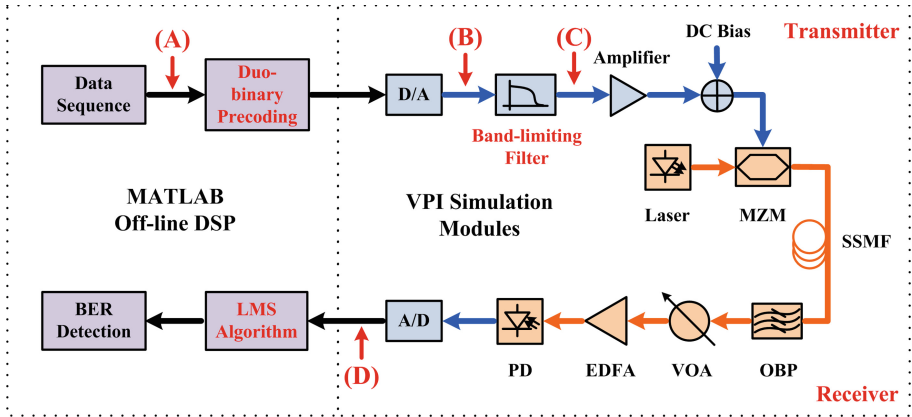 (A)
(B)
(C)
DC Bias
Transmitter
Amplifier
Data
Sequence
Duo-
binary
Precoding
D/A
Band-limiting
Filter
MATLAB
Off-line DSP
VPI Simulation
Modules
Laser
MZM
SSMF
BER
Detection
LMS
Algorithm
A/D
(D)
PD
EDFA
VOA
OBP
Receiver